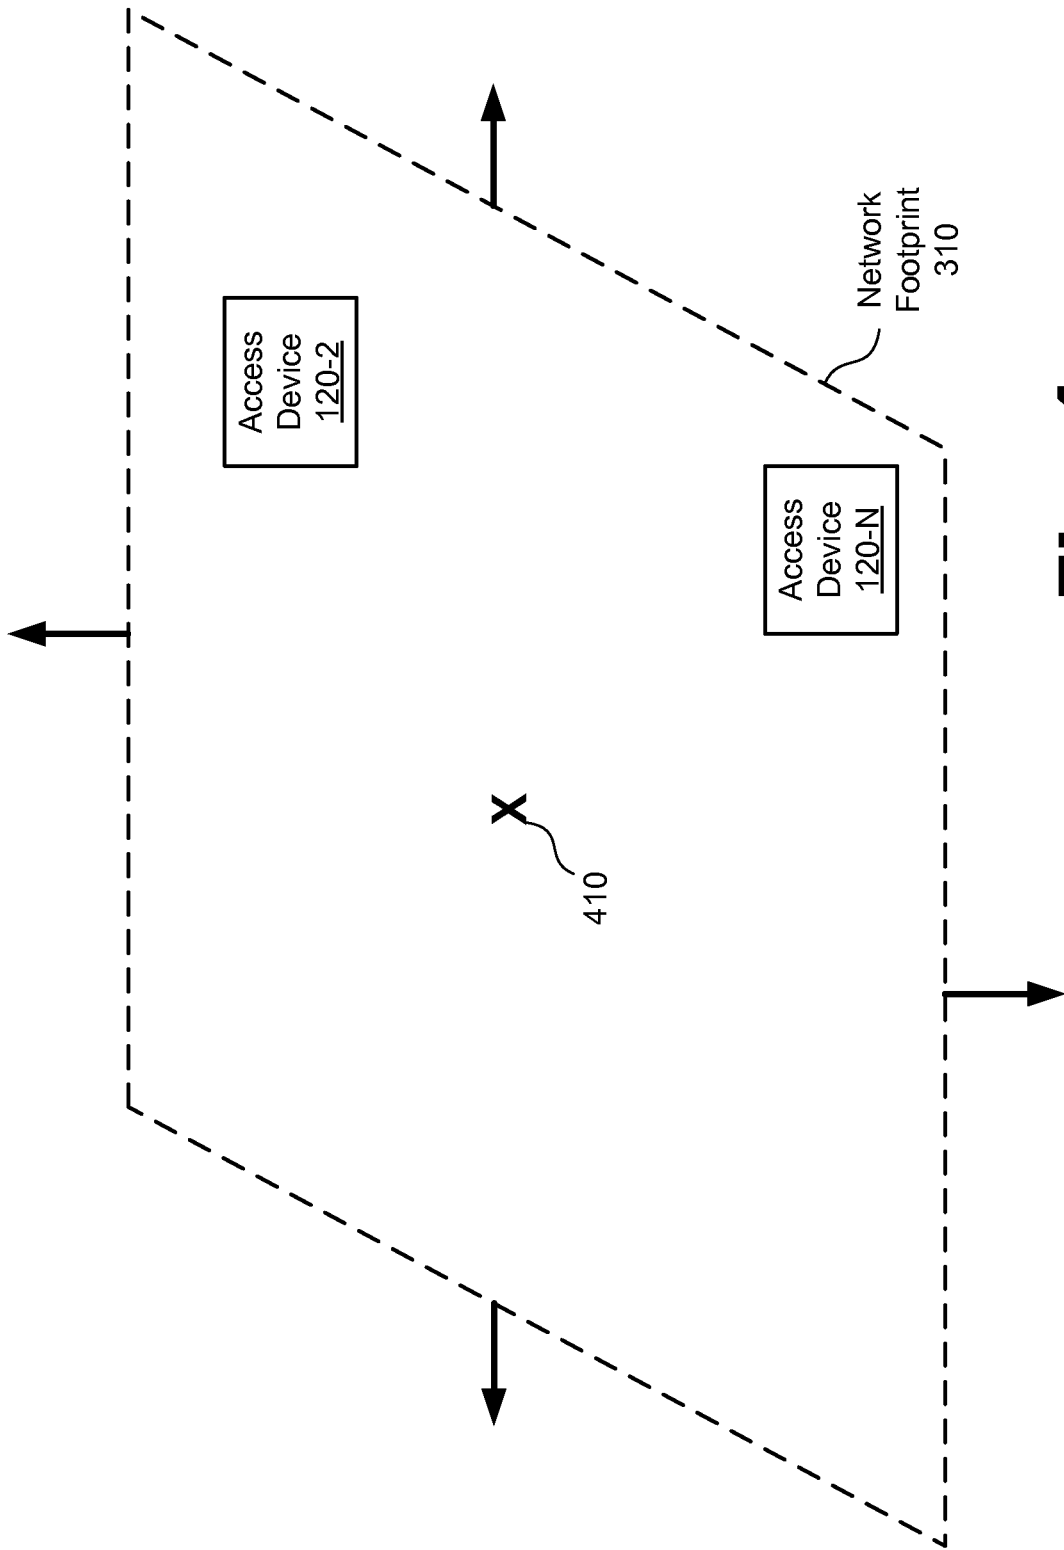 Access
Device
120-2
Access
Device
120-N
Network
Footprint
310
X
410